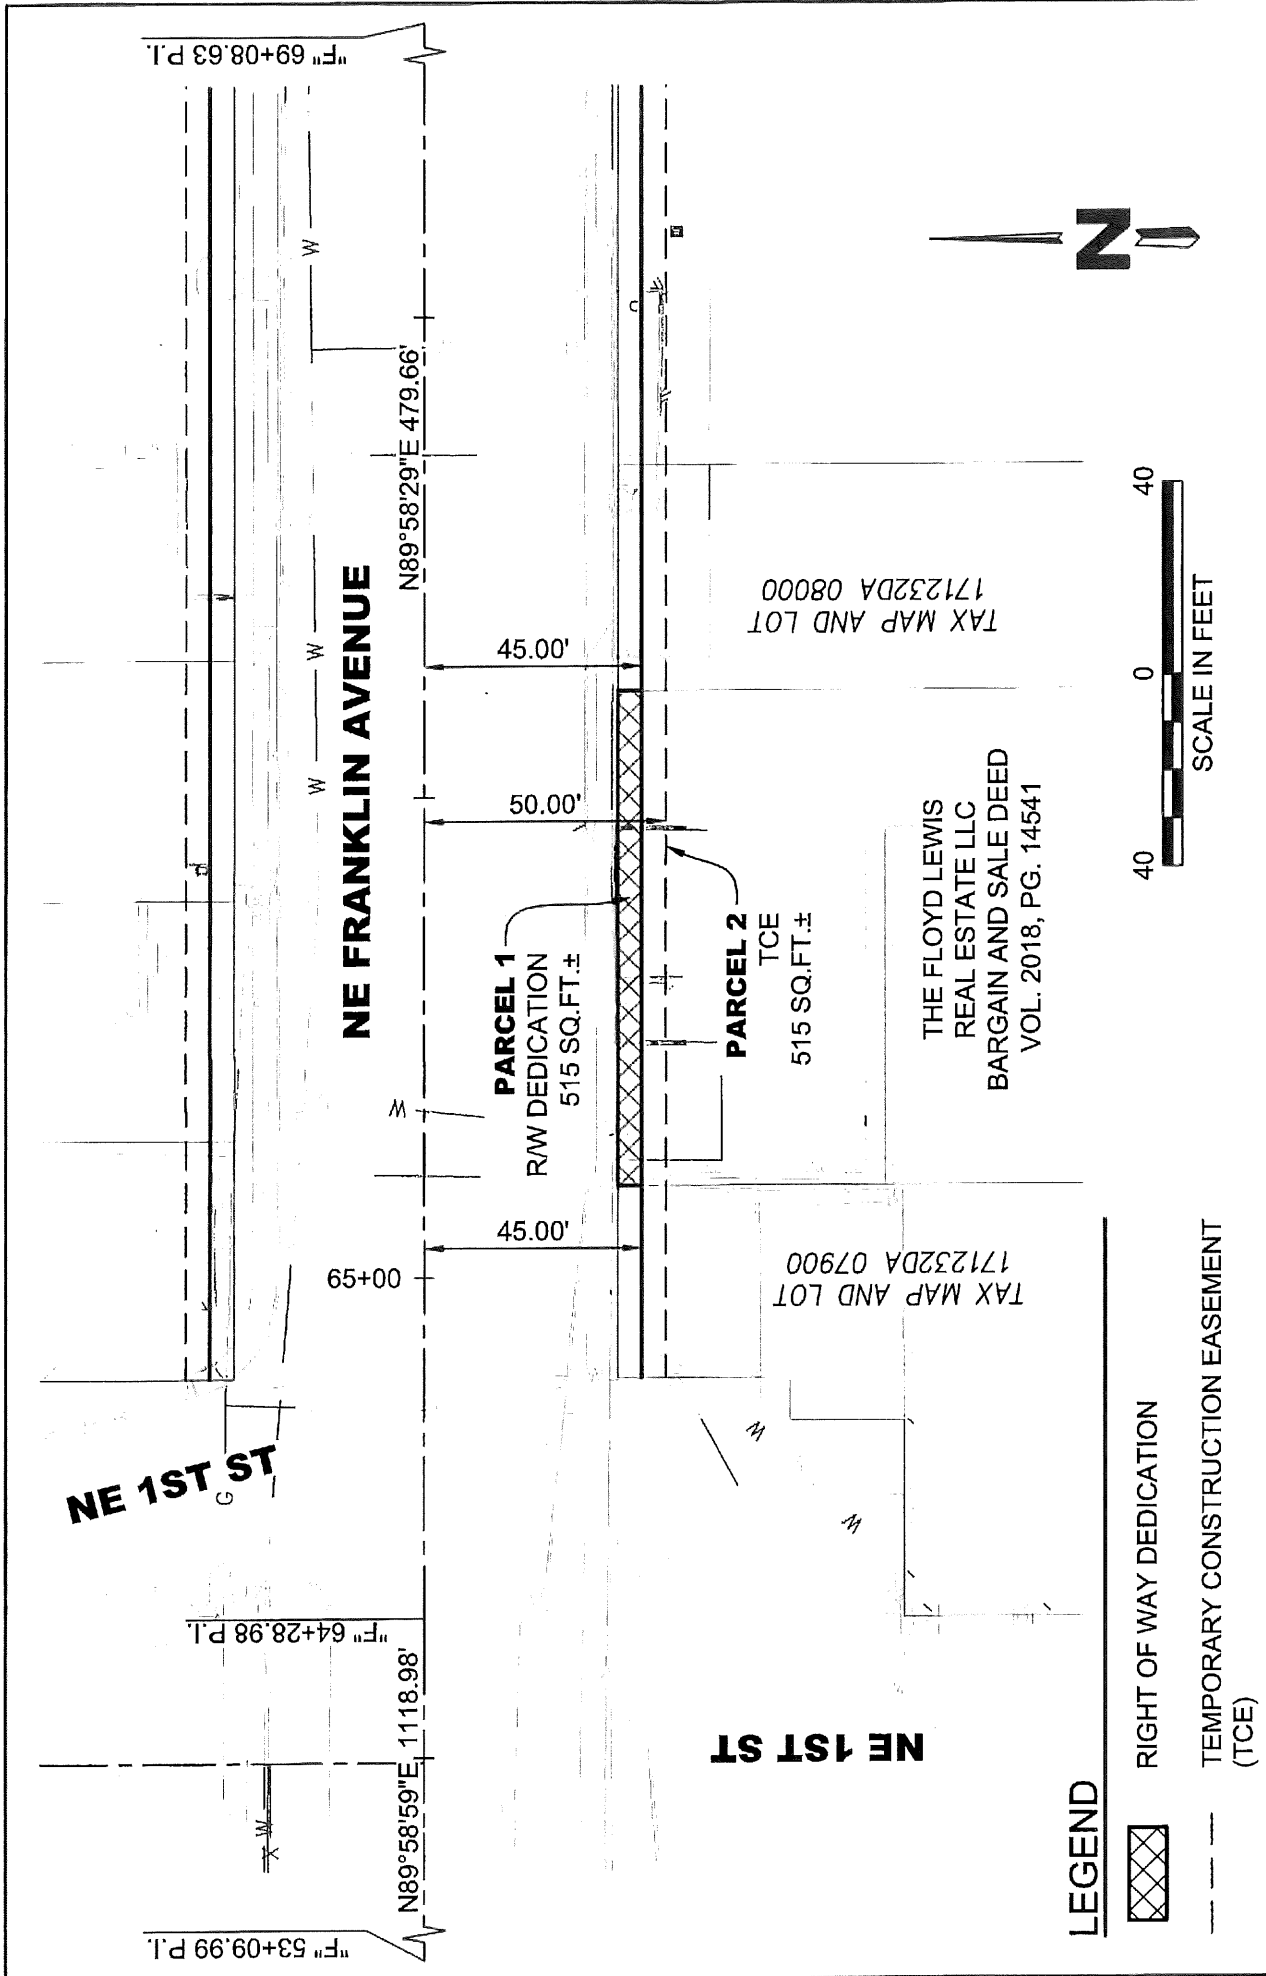 "F" 53+09.99 P.I.
N89°58'59"E 1118.98'
X
W
"F" 64+28.98 P.I.
NE 1ST ST
G
NE FRANKLIN AVENUE
W
W
W
"F" 69+08.63 P.I.
65+00
W
N89°58'29"E 479.66'
45.00'
PARCEL 1
R/W DEDICATION
515 SQ.FT.±
50.00'
45.00'
PARCEL 2
TCE
515 SQ.FT.±
NE 1ST ST
W
W
TAX MAP AND LOT
171232DA 07900
THE FLOYD LEWIS
REAL ESTATE LLC
BARGAIN AND SALE DEED
VOL. 2018, PG. 14541
TAX MAP AND LOT
171232DA 08000
N
LEGEND
RIGHT OF WAY DEDICATION
TEMPORARY CONSTRUCTION EASEMENT
(TCE)
40 0 40
SCALE IN FEET